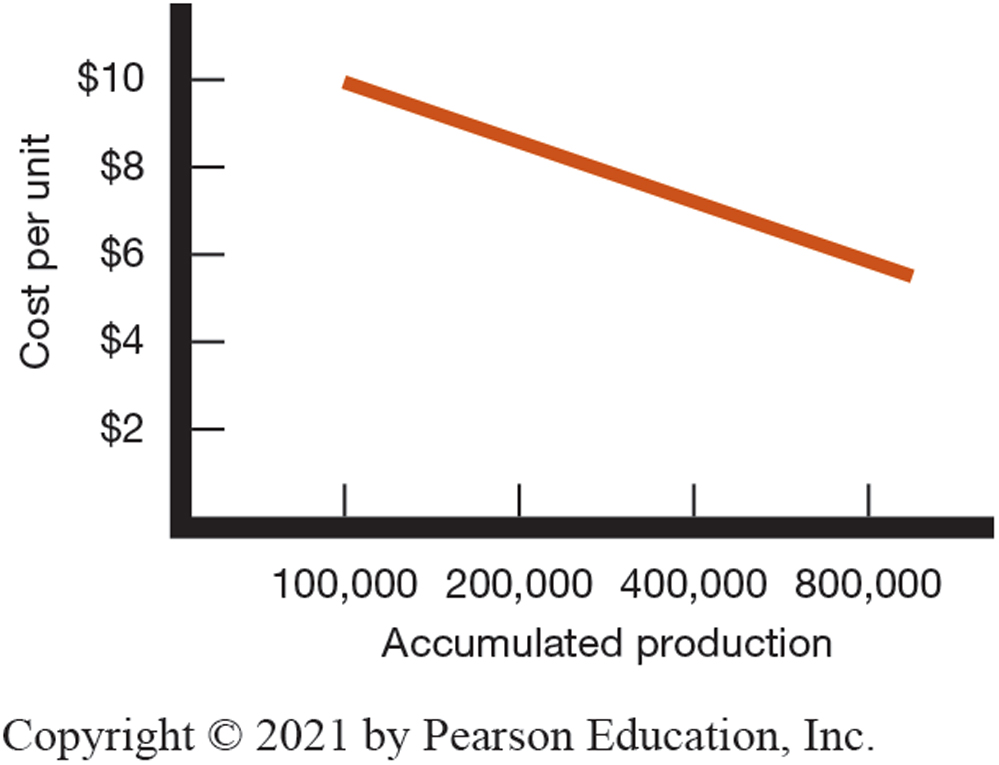 $10
$8
$6
$4
$2
Cost per unit
100,000 200,000 400,000 800,000
Accumulated production
Copyright © 2021 by Pearson Education, Inc.